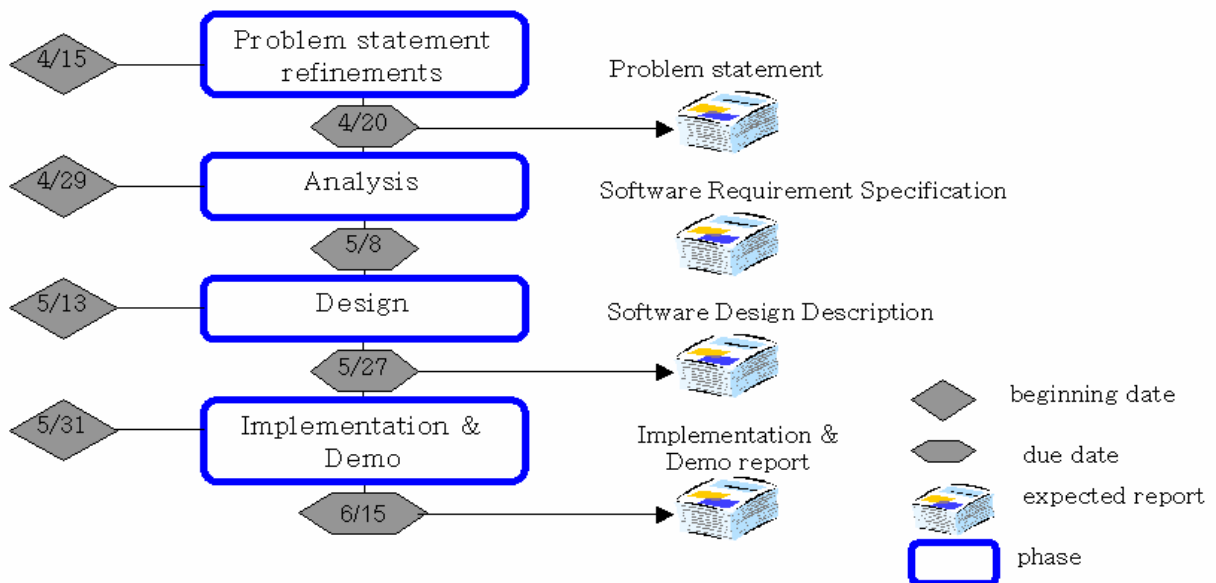 4/15
Problem statement
refinements
Problem statement
4/20
4/29
Analysis
Software Requirement Specification
5/8
5/13
Design
Software Design Description
5/27
5/31
Implementation &
Demo
Implementation &
Demo report
6/15
beginning date
due date
expected report
phase